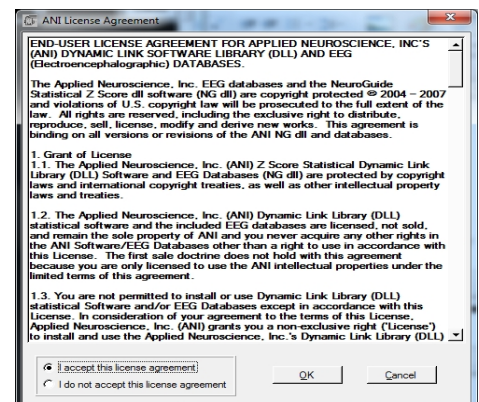 ANI License Agreement
END-USER LICENSE AGREEMENT FOR APPLIED NEUROSCIENCE, INC'S
(ANI) DYNAMIC LINK SOFTWARE LIBRARY (DLL) AND EEG
(Electroencephalographic) DATABASES.
The Applied Neuroscience, Inc. EEG databases and the NeuroGuide
Statistical Z Score dll software (NG dll) are copyright protected © 2004 - 2007
and violations of U.S. copyright law will be prosecuted to the full extent of the
law. All rights are reserved, including the exclusive right to distribute,
reproduce, sell, license, modify and derive new works. This agreement is
binding on all versions or revisions of the ANI NG dll and databases.
1. Grant of License
1.1. The Applied Neuroscience, Inc. (ANI) Z Score Statistical Dynamic Link
Library (DLL) Software and EEG Databases (NG dll) are protected by copyright
laws and international copyright treaties, as well as other intellectual property
laws and treaties.
1.2. The Applied Neuroscience, Inc. (ANI) Dynamic Link Library (DLL)
statistical software and the included EEG databases are licensed, not sold,
and remain the sole property of ANI and you never acquire any other rights in
the ANI Software/EEG Databases other than a right to use in accordance with
this License. The first sale doctrine does not hold with this agreement
because you are only licensed to use the ANI intellectual properties under the
limited terms of this agreement.
1.3. You are not permitted to install or use Dynamic Link Library (DLL)
statistical Software and/or EEG Databases except in accordance with this
License. In consideration of your agreement to the terms of this License,
Applied Neuroscience, Inc. (ANI) grants you a non-exclusive right ('License')
to install and use the Applied Neuroscience, Inc.'s Dynamic Link Library (DLL)
I accept this license agreement
I do not accept this license agreement
OK
Cancel